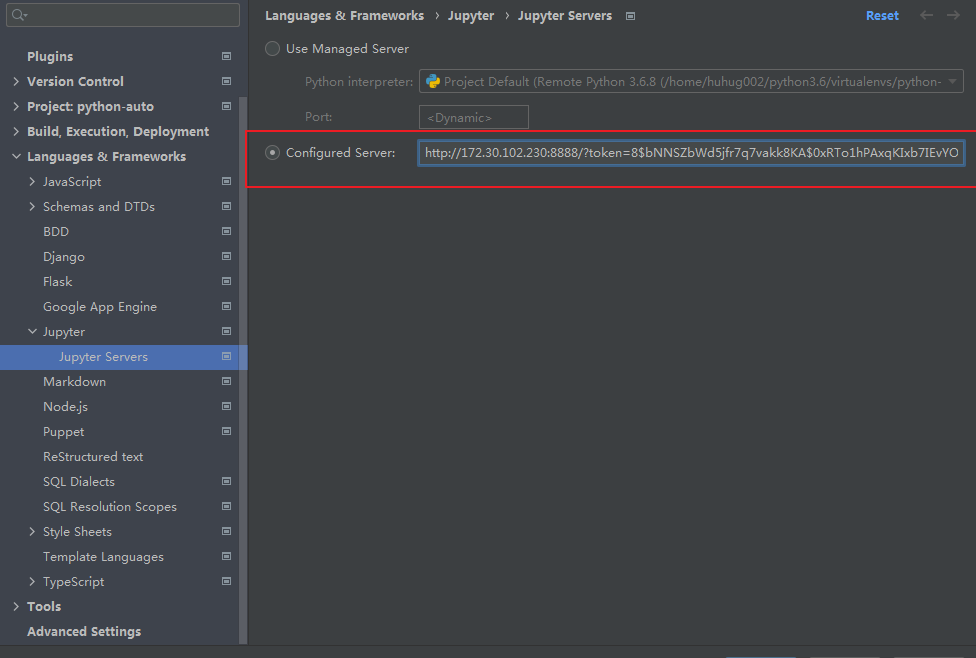 Languages & Frameworks › Jupyter › Jupyter Servers
Reset
Plugins
Version Control
Project: python-auto
Build, Execution, Deployment
Languages & Frameworks
JavaScript
Schemas and DTDs
BDD
Django
Flask
Google App Engine
Jupyter
Jupyter Servers
Markdown
Node.js
Puppet
ReStructured text
SQL Dialects
SQL Resolution Scopes
Style Sheets
Template Languages
TypeScript
Tools
Advanced Settings
Use Managed Server
Python interpreter: Project Default (Remote Python 3.6.8 (/home/huhug002/python3.6/virtualenvs/python-
Port: <Dynamic>
Configured Server: http://172.30.102.230:8888/?token=8$bNNSZbWd5jfr7q7vakk8KA$0xRTo1hPAxqKIxb7IEvYO